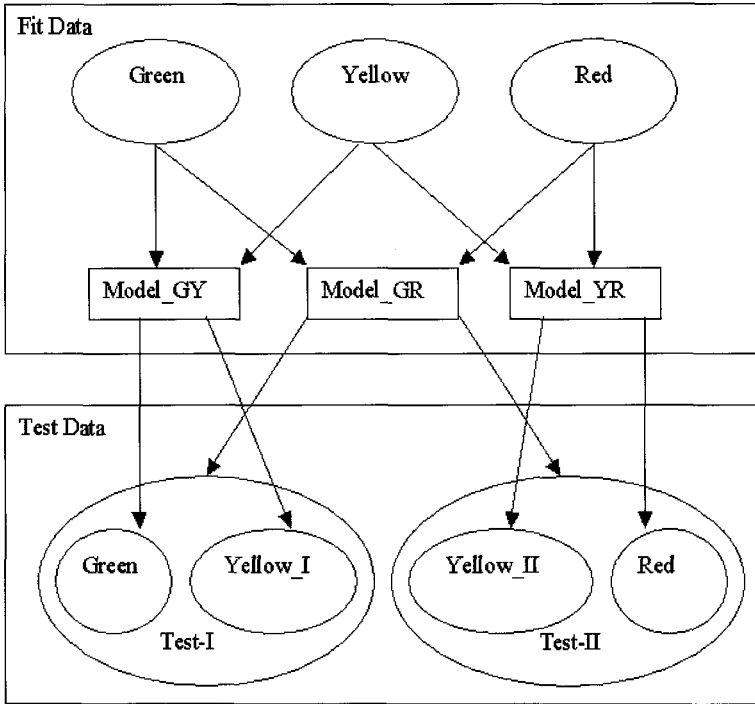 Fit Data
Green
Yellow
Red
Model_GY
Model_GR
Model_YR
Test Data
Green
Yellow_I
Yellow_II
Red
Test-I
Test-II